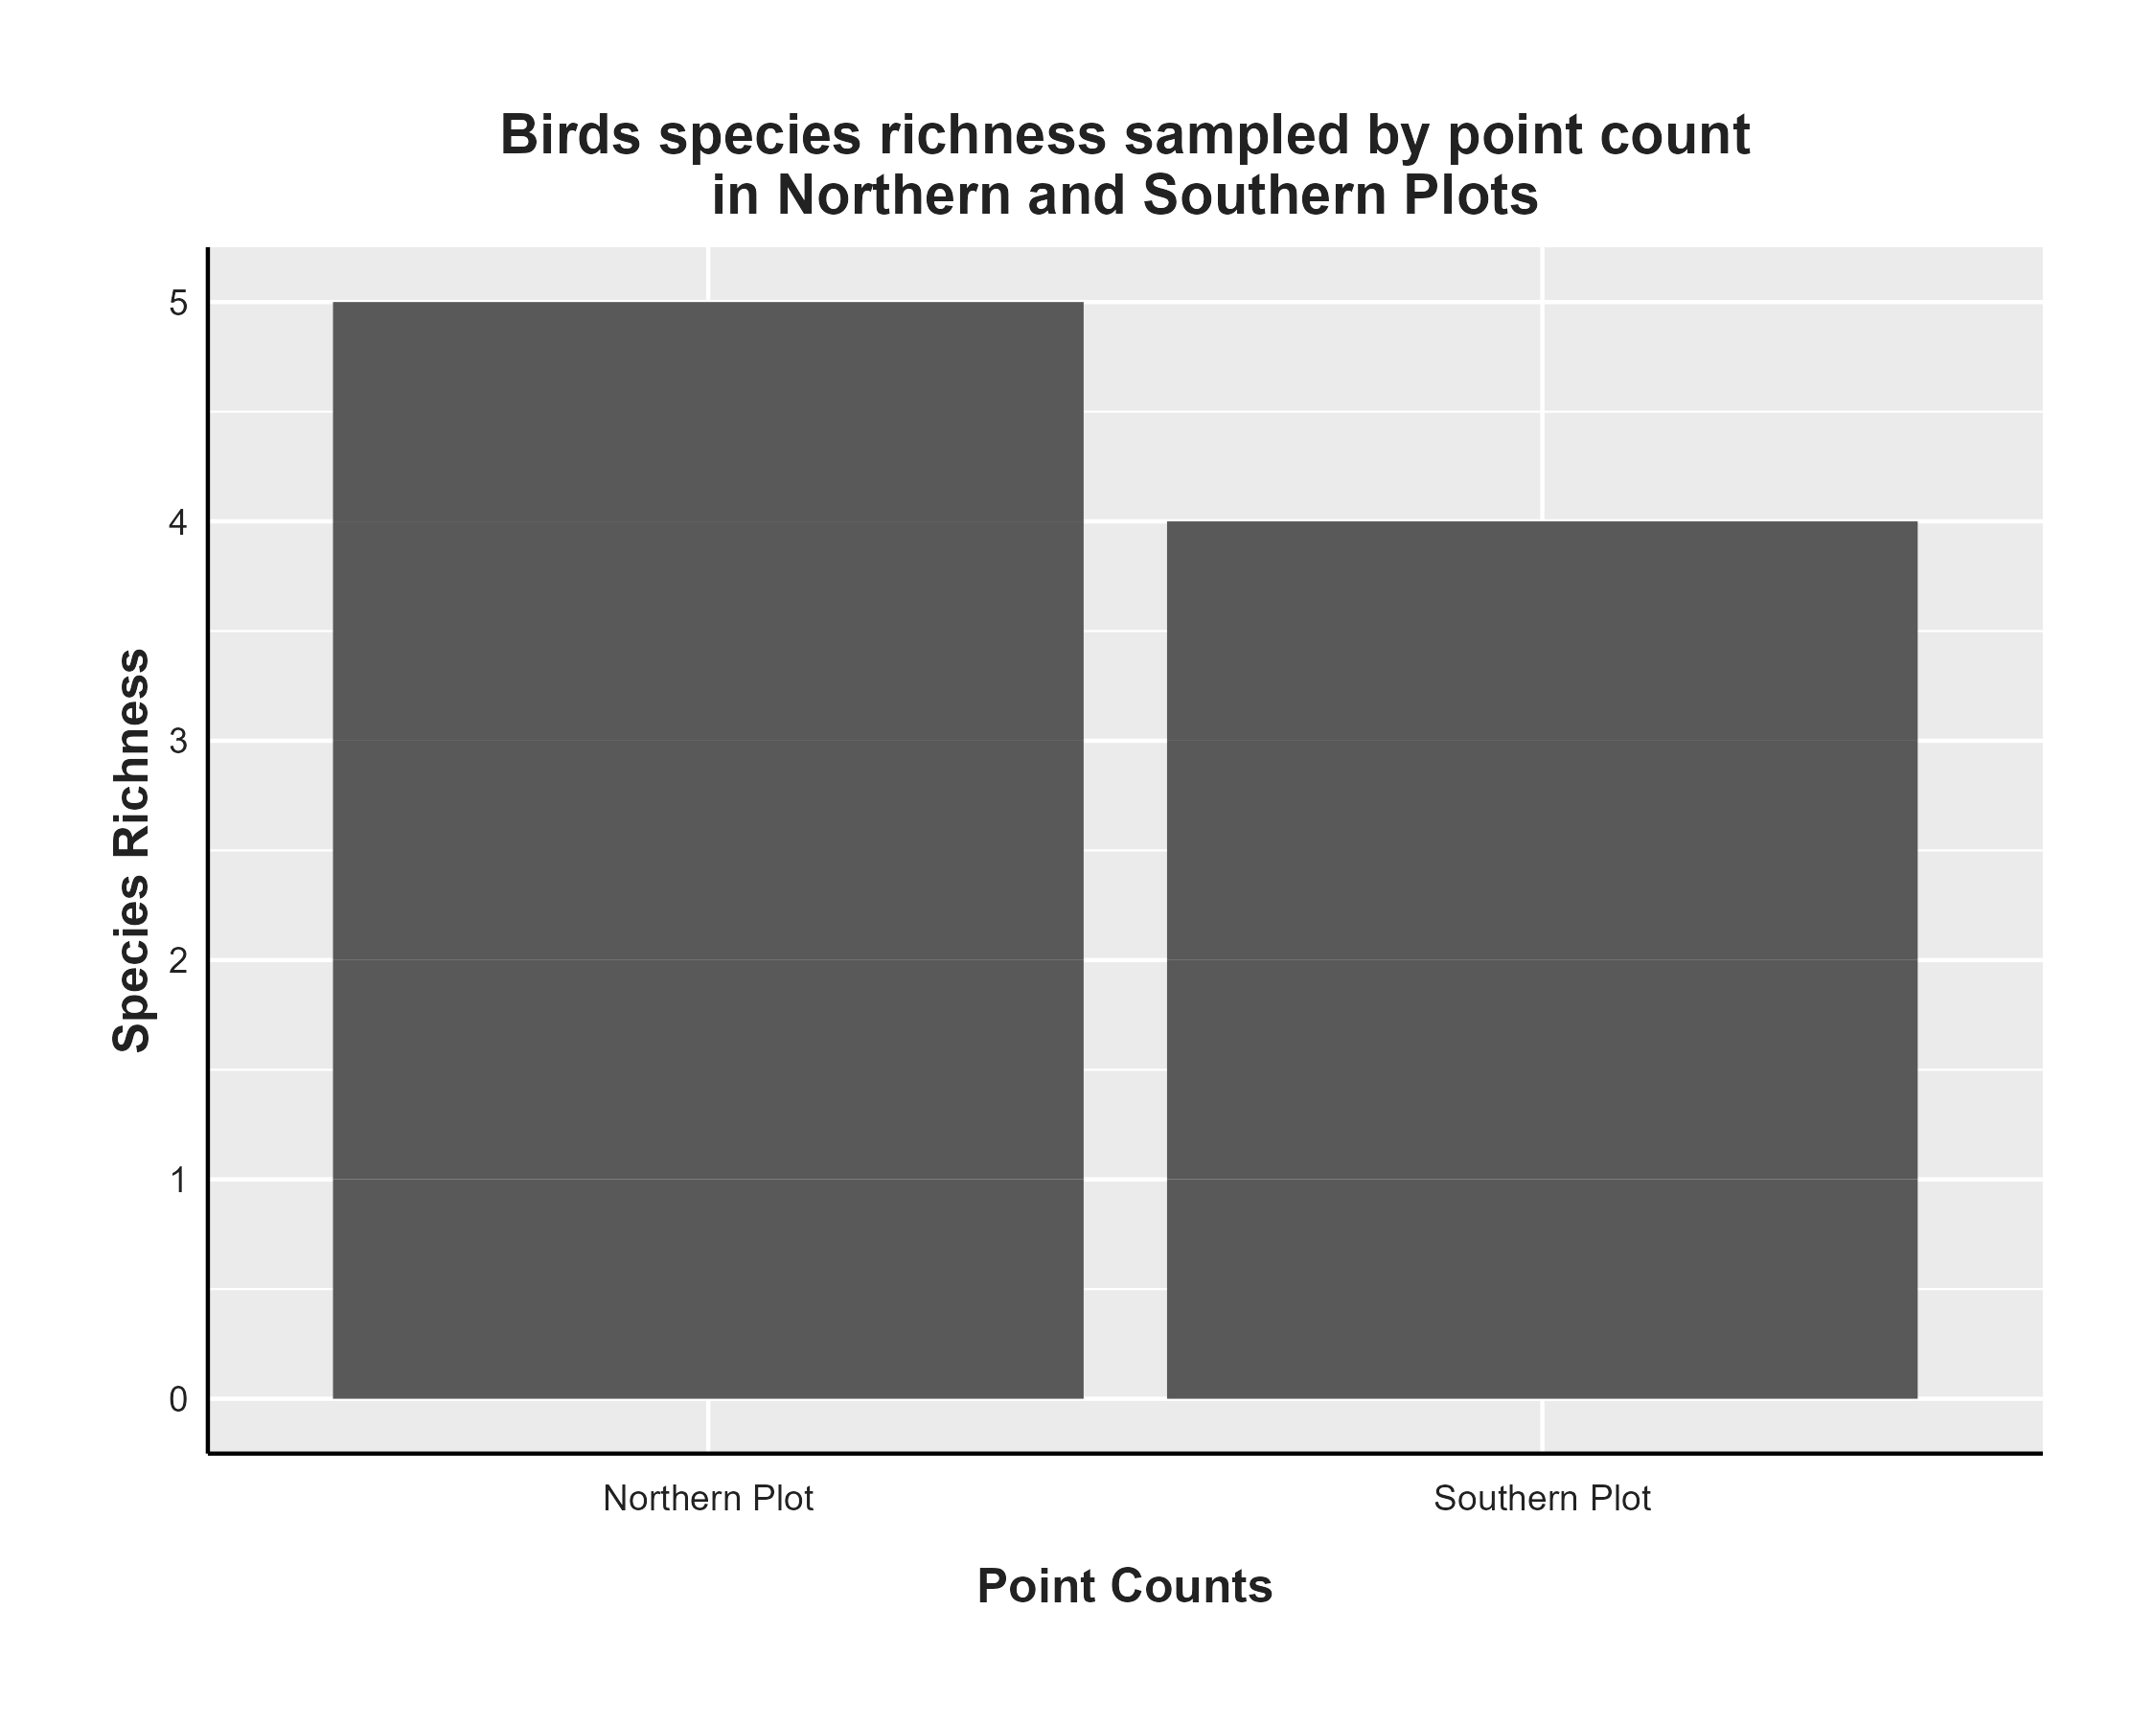 Birds species richness sampled by point count
in Northern and Southern Plots
Species Richness
5
4
3
2
1
0
Northern Plot
Southern Plot
Point Counts